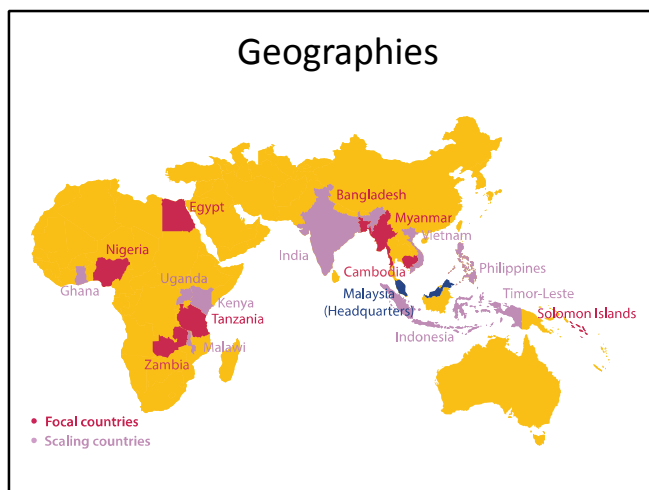 Geographies
Bangladesh
Egypt
Myanmar
Vietnam
Nigeria
India
Cambodia
Philippines
Uganda
Ghana
Malaysia
(Headquarters)
Timor-Leste
Kenya
Tanzania
Solomon Islands
Indonesia
Malawi
Zambia
• Focal countries
• Scaling countries